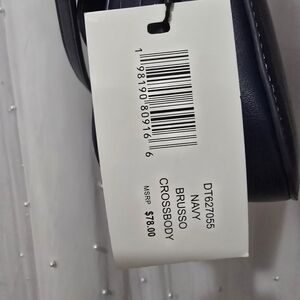 1 98190 80916 6
DT627055
NAVY
BRUSSO
CROSSBODY
MSRP $78.00